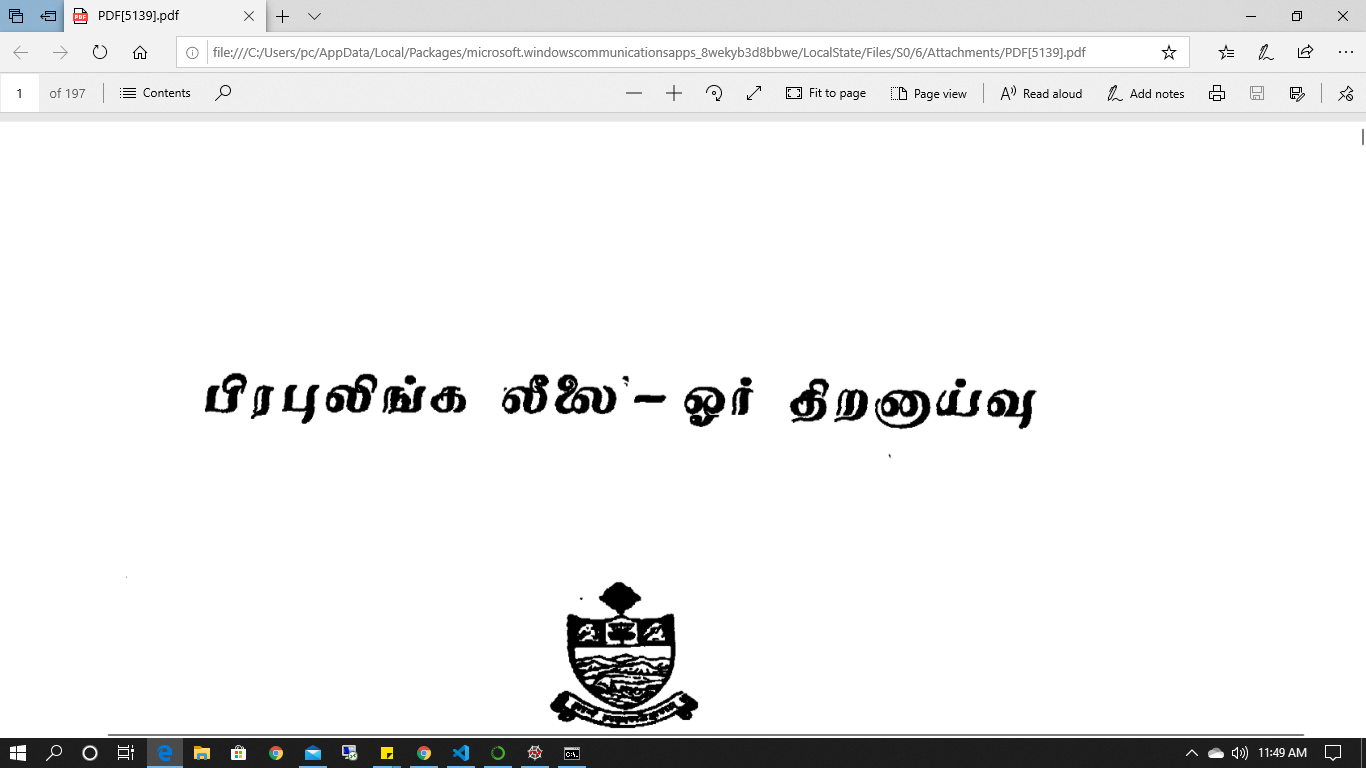 PDF[5139].pdf
file:///C:/Users/pc/AppData/Local/Packages/microsoft.windowscommunicationsapps_8wekyb3d8bbwe/LocalState/Files/S0/6/Attachments/PDF[5139].pdf
1 of 197 Contents Fit to page Page view Read aloud Add notes
பிரபுலிங்க லீலை – ஓர் திறனாய்வு
11:49 AM